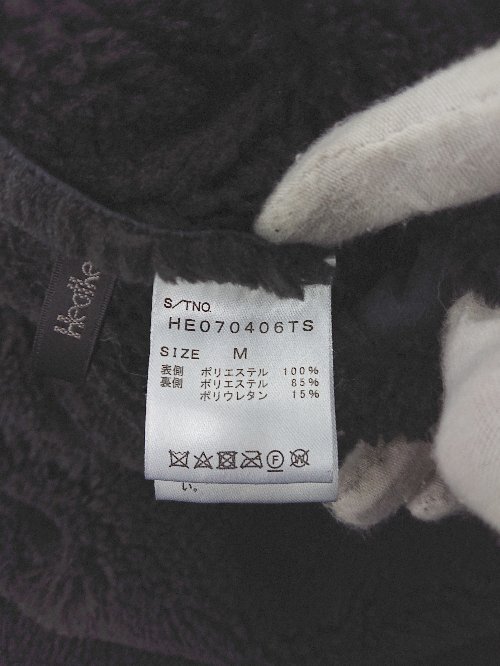 S/TNO.
HE070406TS
SIZE M
表側 ポリエステル 100%
裏側 ポリエステル 85%
ポリウレタン 15%
F W
い。